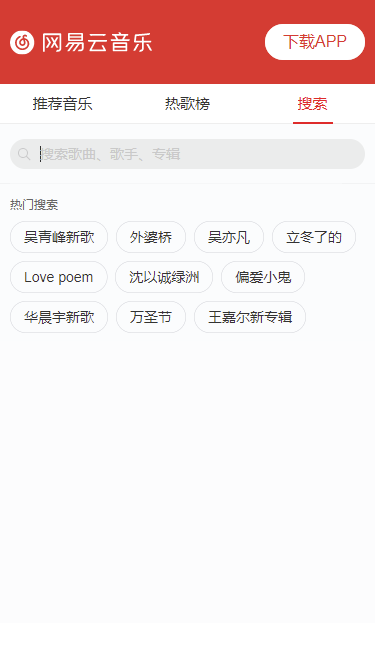 网易云音乐
下载APP
推荐音乐 热歌榜 搜索
搜索歌曲、歌手、专辑
热门搜索
吴青峰新歌 外婆桥 吴亦凡 立冬了的
Love poem 沈以诚绿洲 偏爱小鬼
华晨宇新歌 万圣节 王嘉尔新专辑